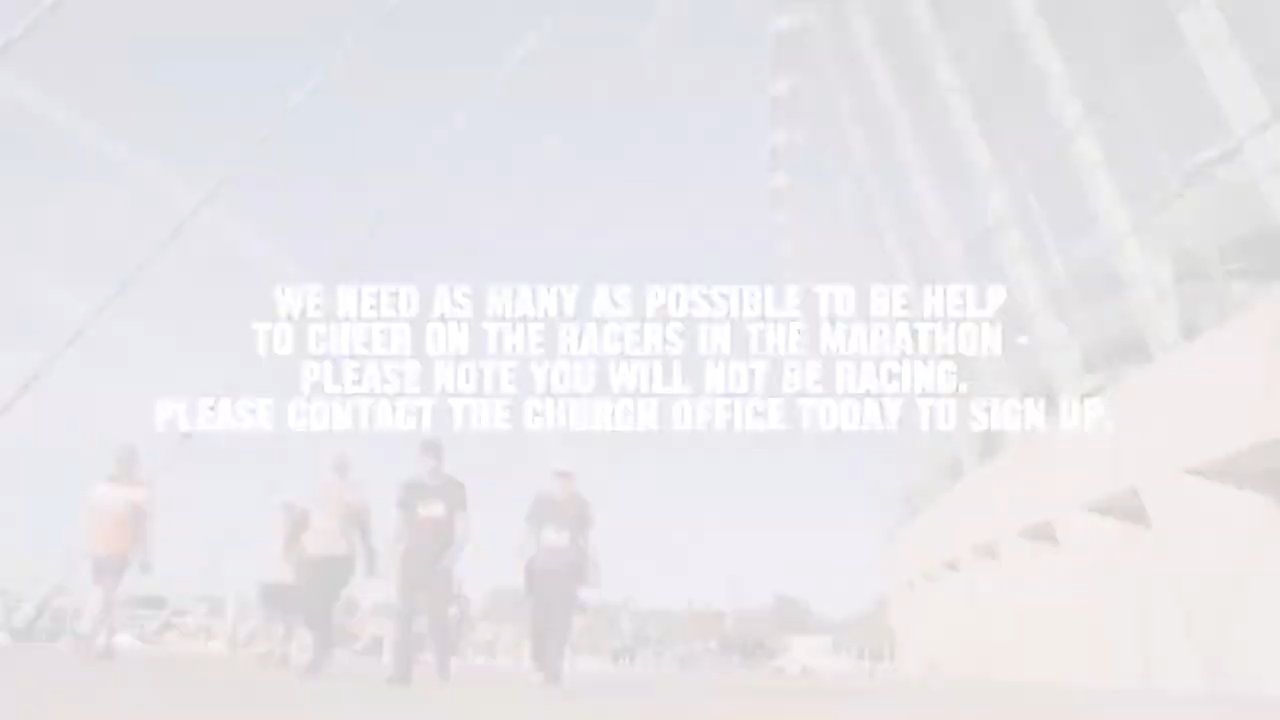 WE NEED AS MANY AS POSSIBLE TO BE HELP
TO CHEER ON THE RACERS IN THE MARATHON -
PLEASE NOTE YOU WILL NOT BE RACING.
PLEASE CONTACT THE CHURCH OFFICE TODAY TO SIGN UP.